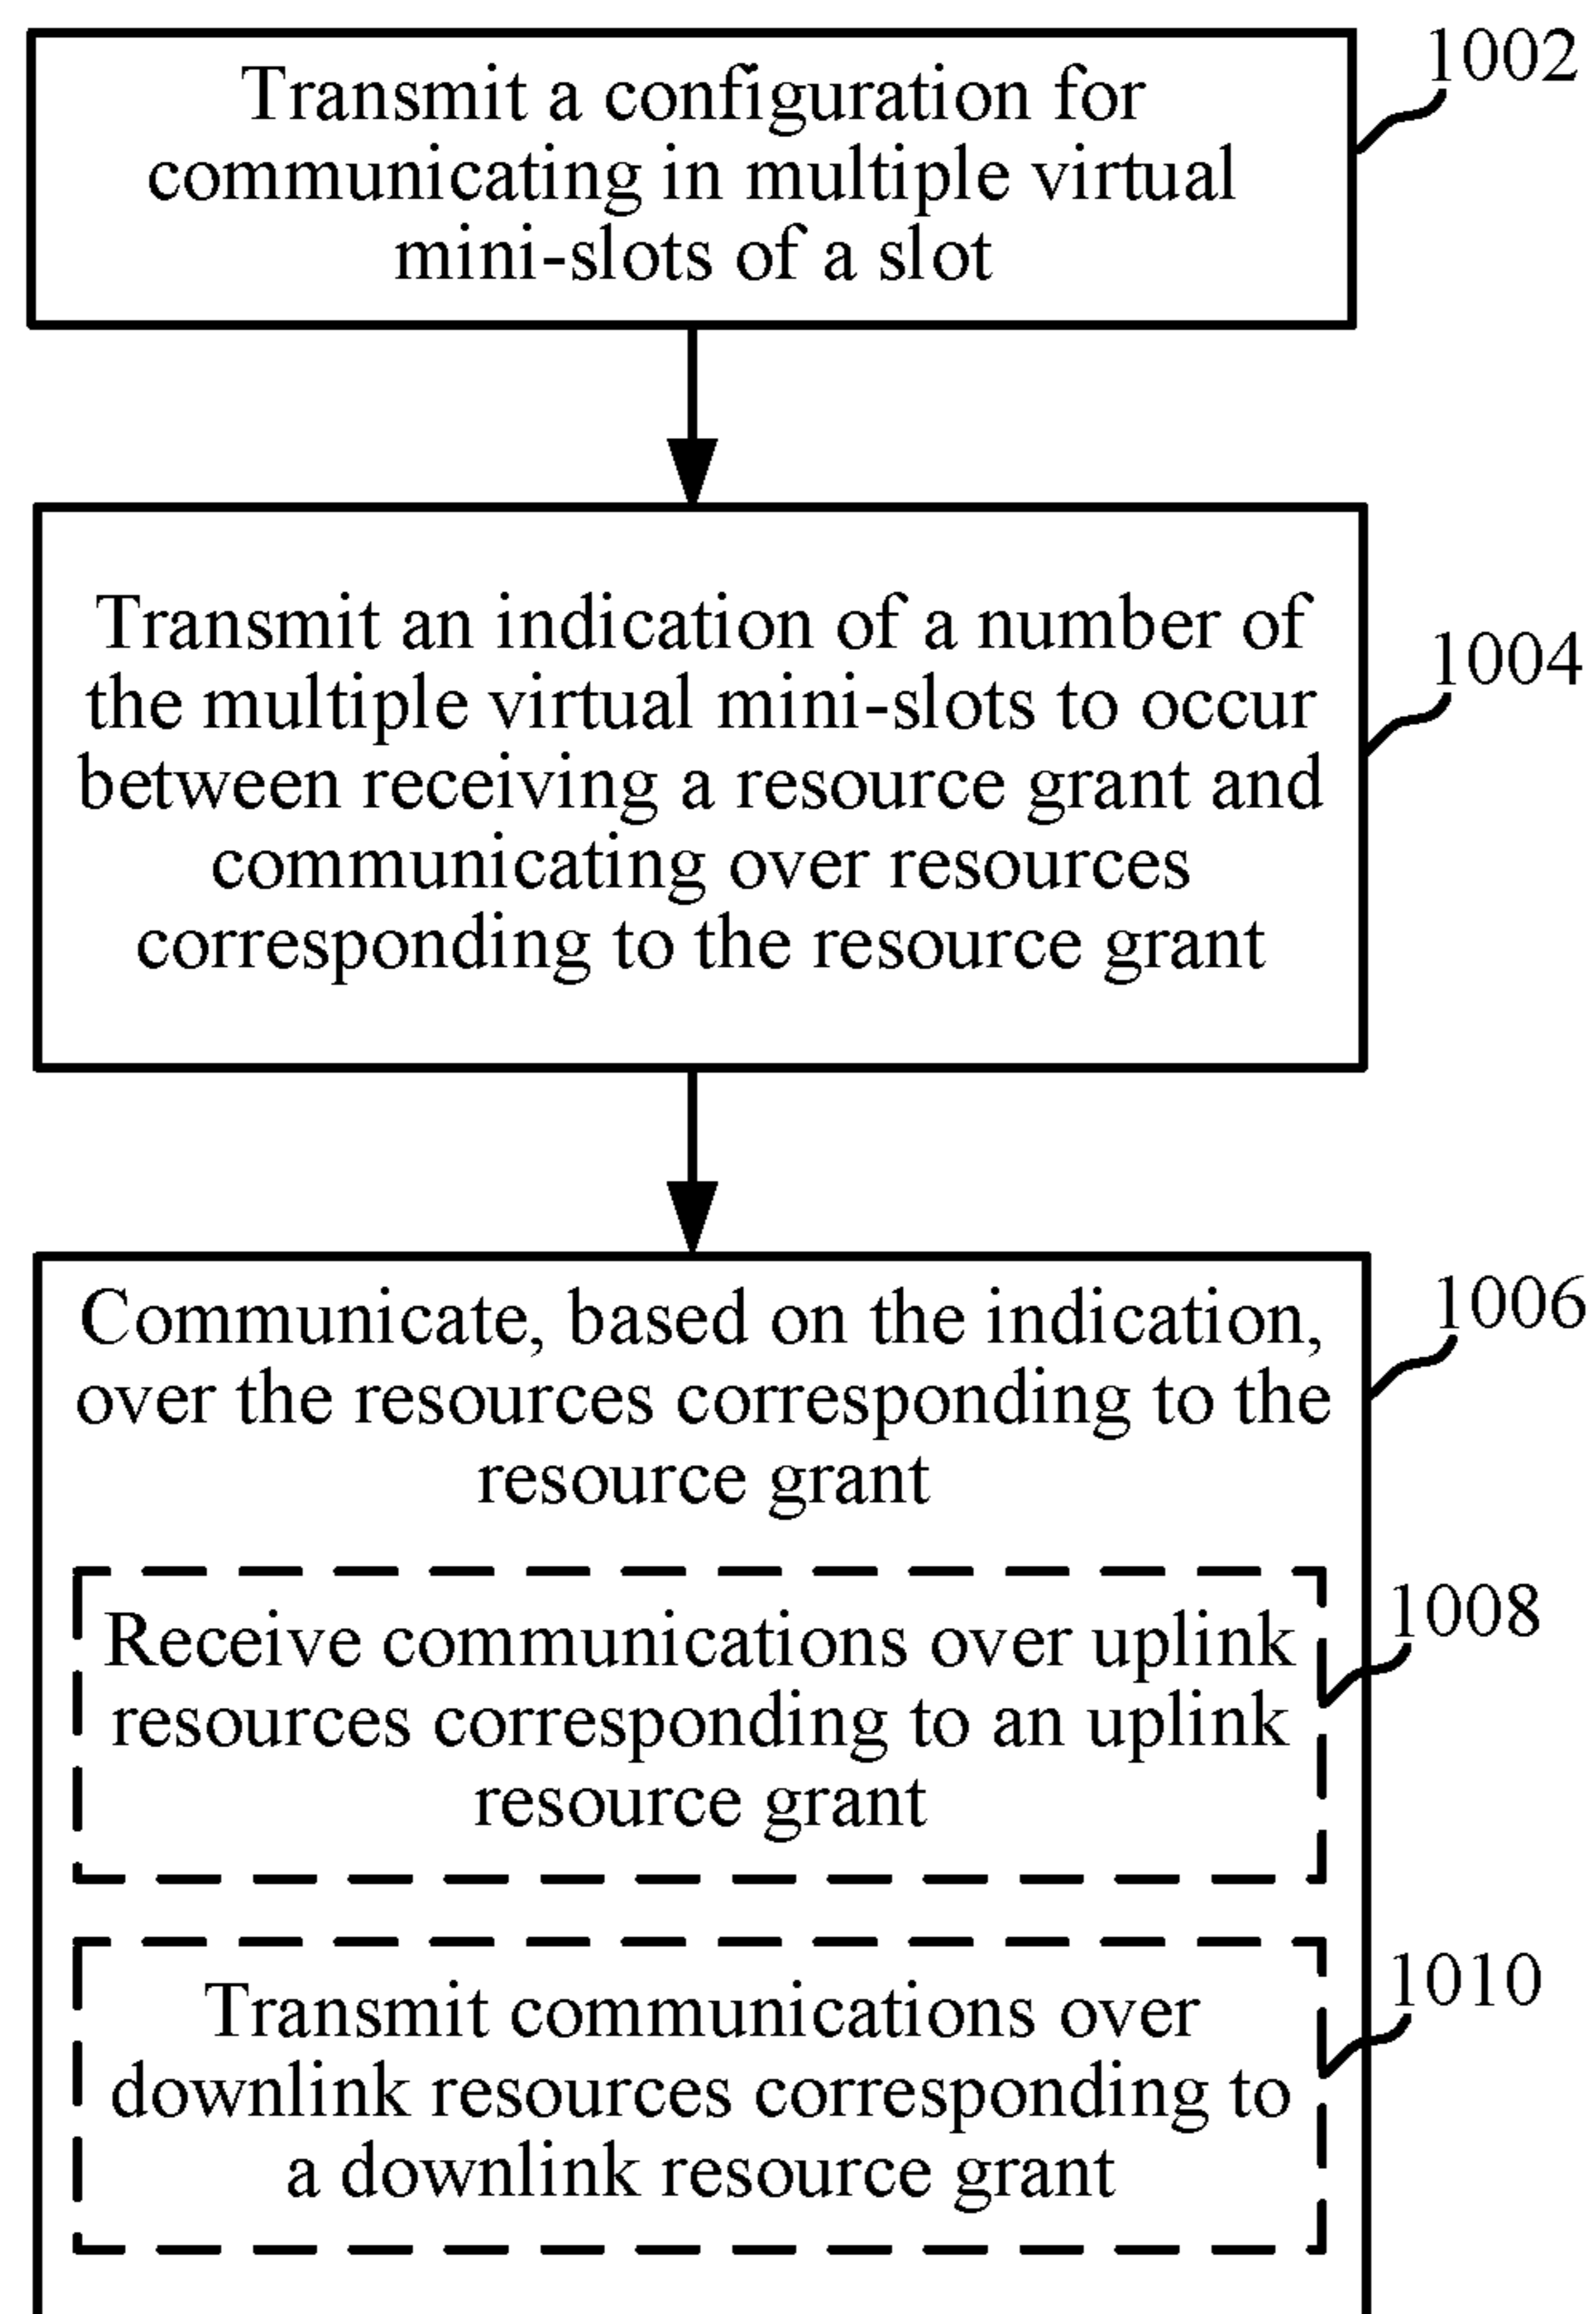 1002
Transmit a configuration for
communicating in multiple virtual
mini-slots of a slot
1004
Transmit an indication of a number of
the multiple virtual mini-slots to occur
between receiving a resource grant and
communicating over resources
corresponding to the resource grant
1006
Communicate, based on the indication,
over the resources corresponding to the
resource grant
1008
Receive communications over uplink
resources corresponding to an uplink
resource grant
1010
Transmit communications over
downlink resources corresponding to
a downlink resource grant